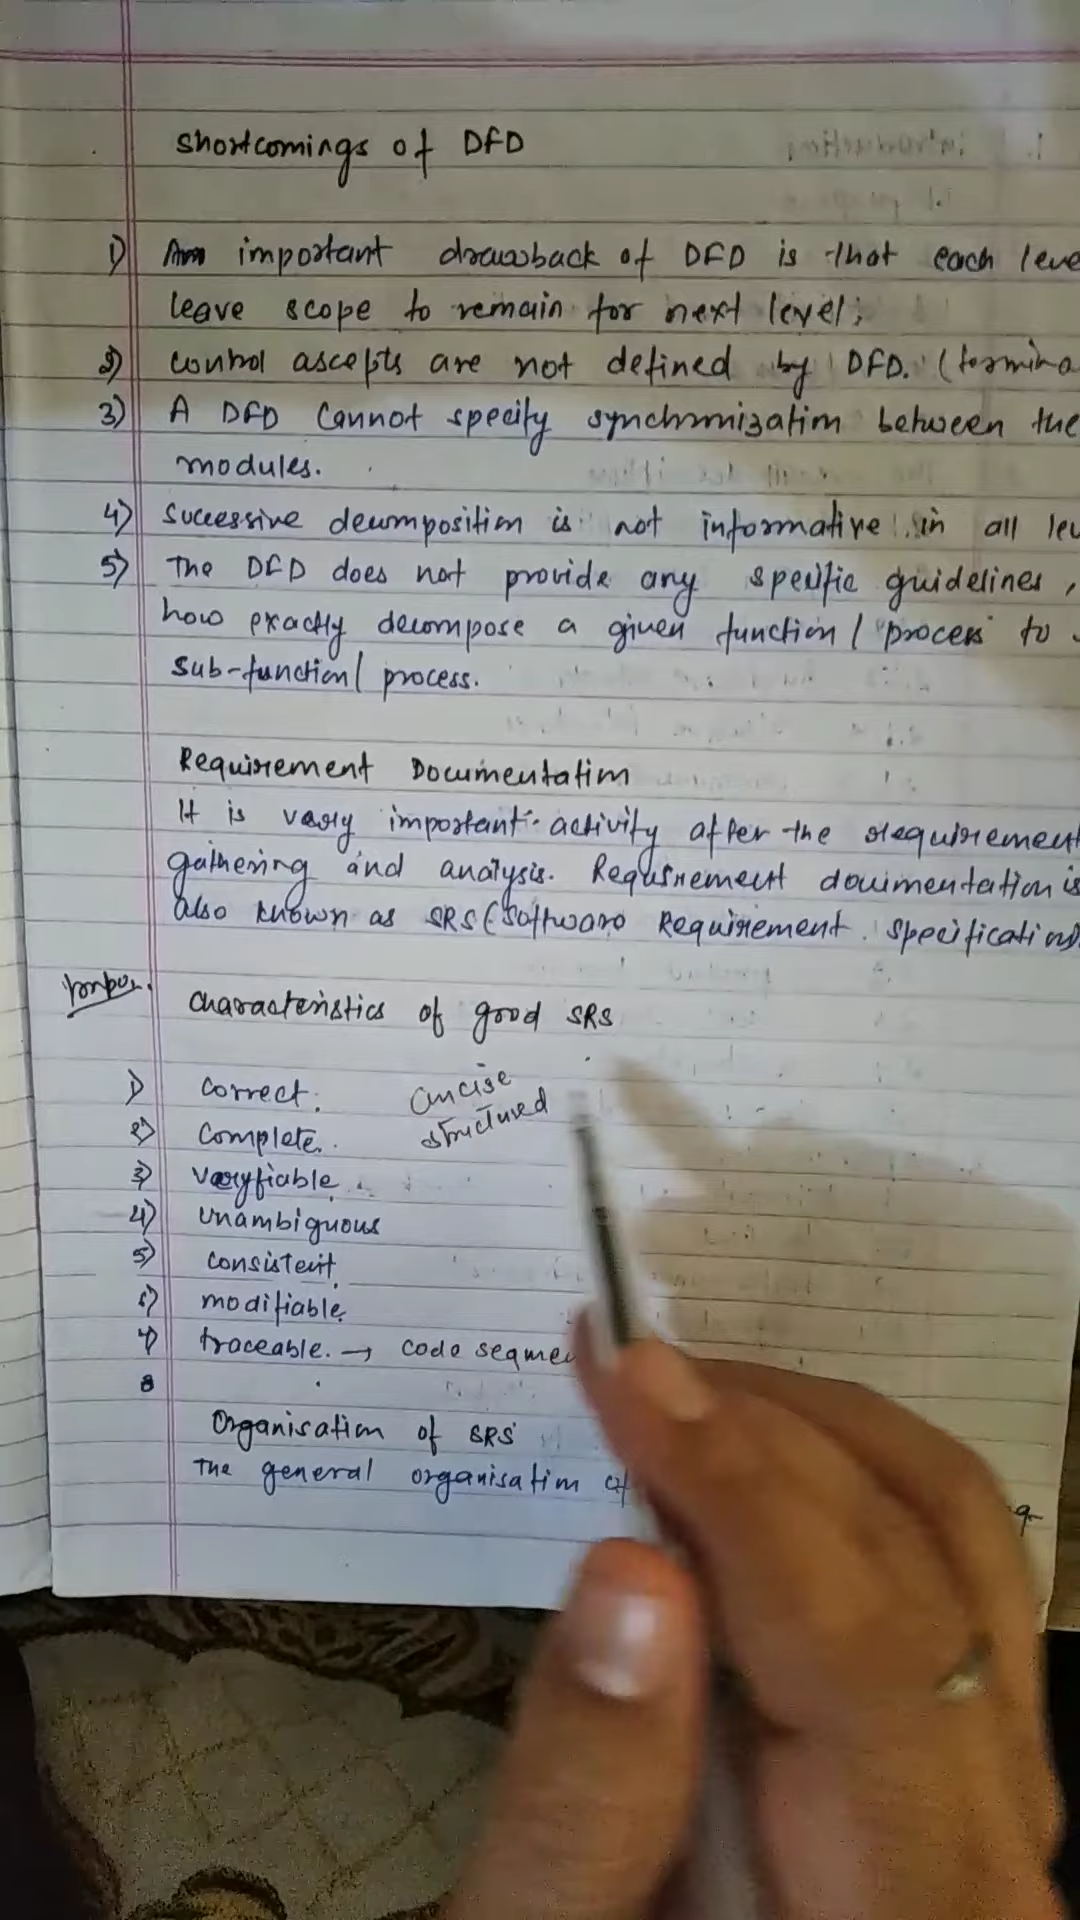 Shortcomings of DFD
1) An important drawback of DFD is that each leve
leave scope to remain for next level;
2) control ascepts are not defined by DFD. (termina
3) A DFD cannot specify synchronization between the
modules.
4) Successive decomposition is not informative in all lev
5) The DFD does not provide any specific guidelines,
how exactly decompose a given function / process to
sub-function / process.
Requirement Documentation
It is very important activity after the requirement
gathering and analysis. Requirement documentation is
also known as SRS (Software Requirement Specification)
Impor.
Characteristics of good SRS
1) Correct.
Concise
structured
2) Complete.
3) Veryfiable
4) Unambiguous
5) consistent
6) modifiable
7) traceable. → code segmen
8
Organisation of SRS
The general organisation of